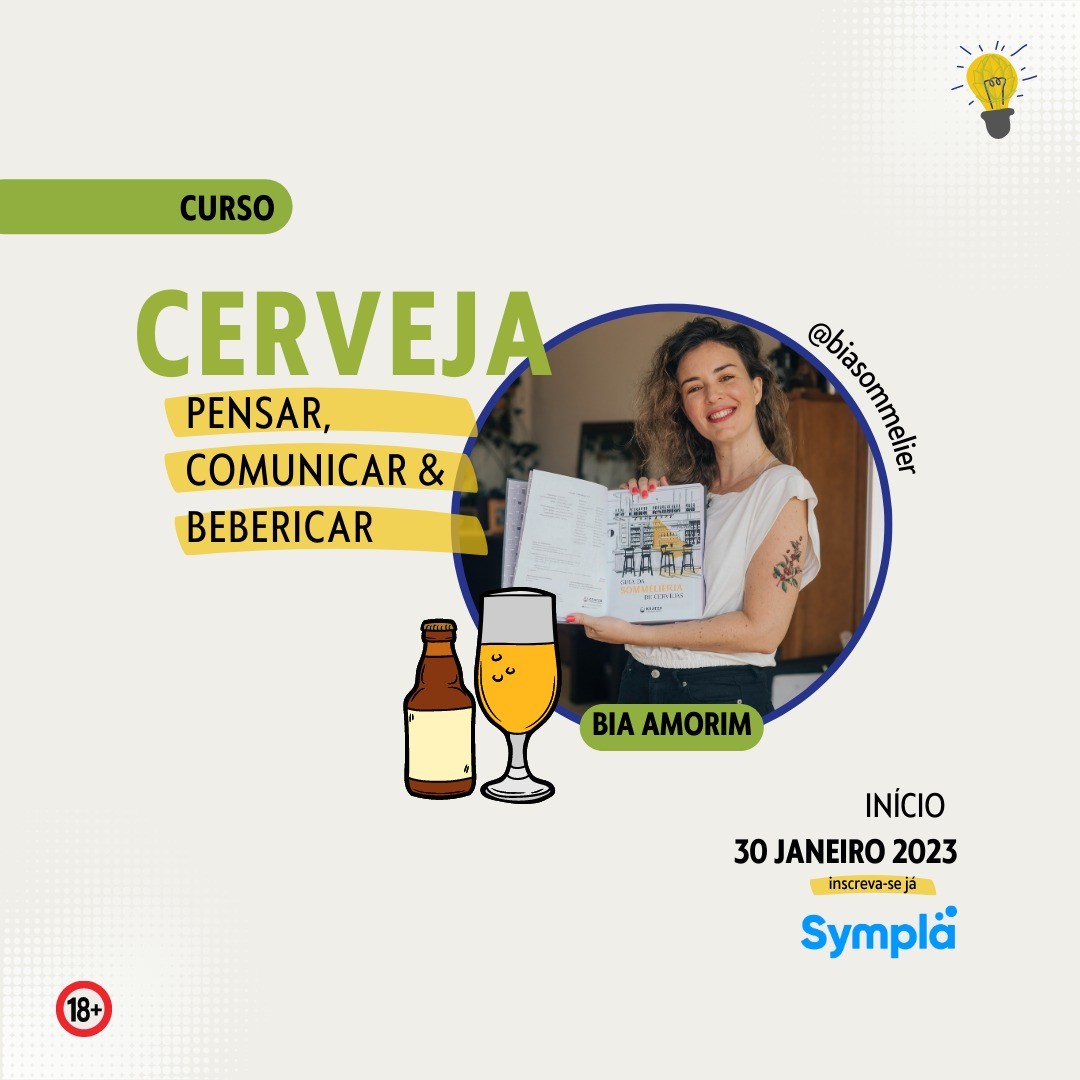 CURSO
CERVEJA
PENSAR,
COMUNICAR &
BEBERICAR
@biasommelier
GUIA DA
SOMMELIERIA
DE CERVEJAS
BIA AMORIM
INÍCIO
30 JANEIRO 2023
inscreva-se já
Sympla
18+